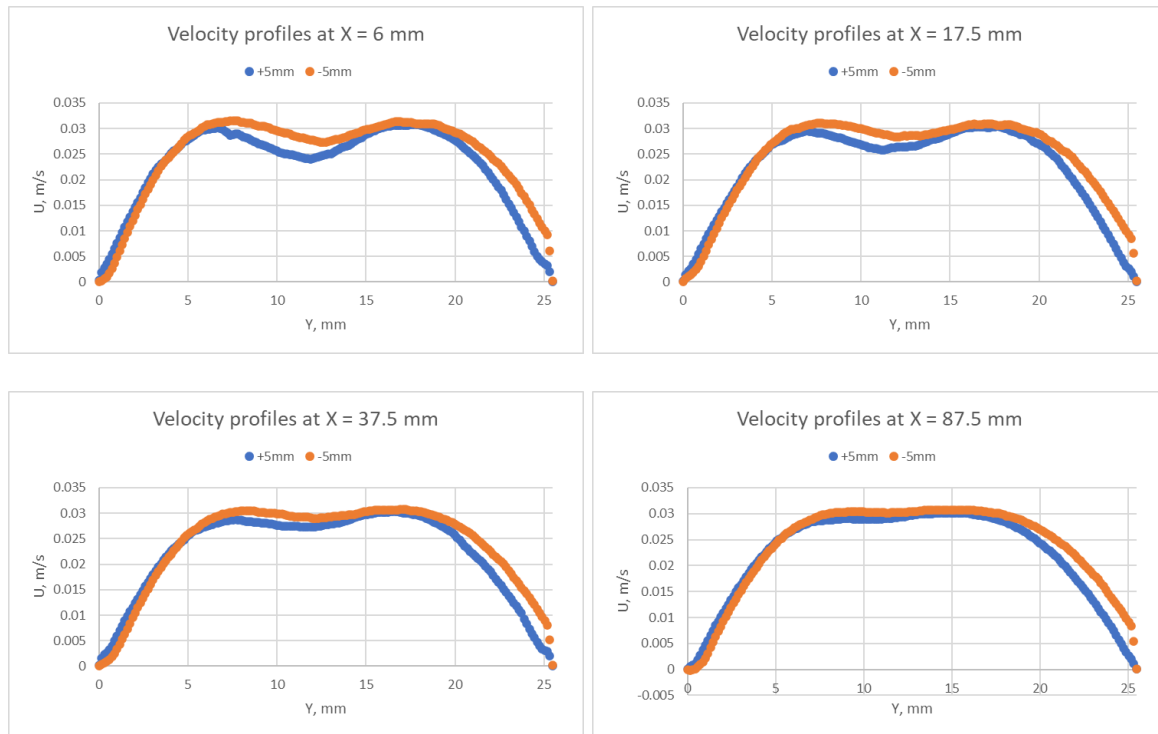 Velocity profiles at X = 6 mm
+5mm -5mm
0.035
0.03
0.025
0.02
0.015
0.01
0.005
0
U, m/s
0 5 10 15 20 25
Y, mm
Velocity profiles at X = 17.5 mm
+5mm -5mm
0.035
0.03
0.025
0.02
0.015
0.01
0.005
0
U, m/s
0 5 10 15 20 25
Y, mm
Velocity profiles at X = 37.5 mm
+5mm -5mm
0.035
0.03
0.025
0.02
0.015
0.01
0.005
0
U, m/s
0 5 10 15 20 25
Y, mm
Velocity profiles at X = 87.5 mm
+5mm -5mm
0.035
0.03
0.025
0.02
0.015
0.01
0.005
0
-0.005
U, m/s
0 5 10 15 20 25
Y, mm